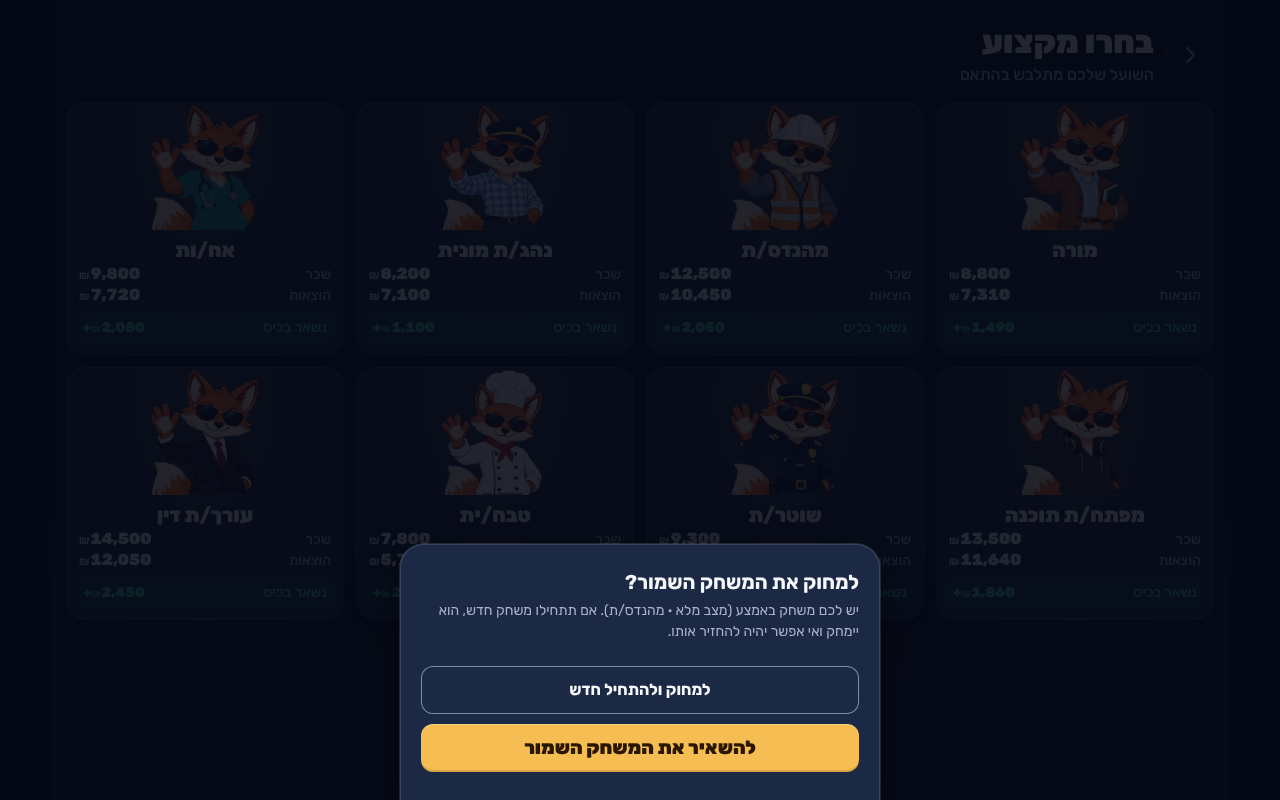 בחרו מקצוע
השועל שלכם מתלבש בהתאם
מורה
שכר ₪8,800
הוצאות ₪7,310
נשאר בכיס +₪1,490
מהנדס/ת
שכר ₪12,500
הוצאות ₪10,450
נשאר בכיס +₪2,050
נהג/ת מונית
שכר ₪8,200
הוצאות ₪7,100
נשאר בכיס +₪1,100
אח/ות
שכר ₪9,800
הוצאות ₪7,720
נשאר בכיס +₪2,080
מפתח/ת תוכנה
שכר ₪13,500
הוצאות ₪11,640
נשאר בכיס +₪1,860
שוטר/ת
שכר ₪9,300
טבח/ית
שכר ₪7,800
עורך/ת דין
שכר ₪14,500
הוצאות ₪12,050
נשאר בכיס +₪2,450
למחוק את המשחק השמור?
יש לכם משחק באמצע (מצב מלא · מהנדס/ת). אם תתחילו משחק חדש, הוא
יימחק ואי אפשר יהיה להחזיר אותו.
למחוק ולהתחיל חדש
להשאיר את המשחק השמור